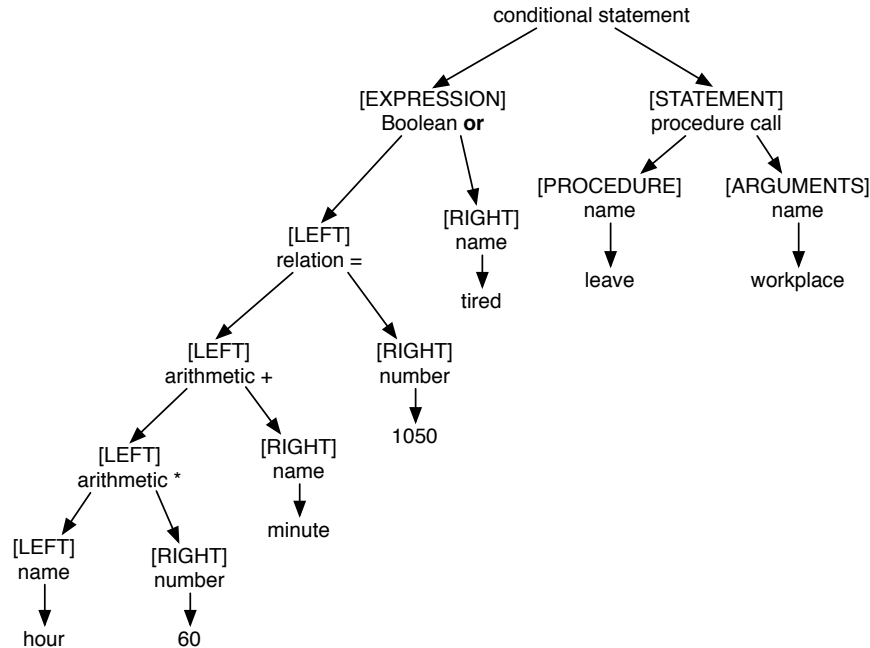 conditional statement
[EXPRESSION]
Boolean or
[STATEMENT]
procedure call
[LEFT]
relation =
[RIGHT]
name
tired
[PROCEDURE]
name
leave
[ARGUMENTS]
name
workplace
[LEFT]
arithmetic +
[RIGHT]
number
1050
[LEFT]
arithmetic *
[RIGHT]
name
minute
[LEFT]
name
hour
[RIGHT]
number
60